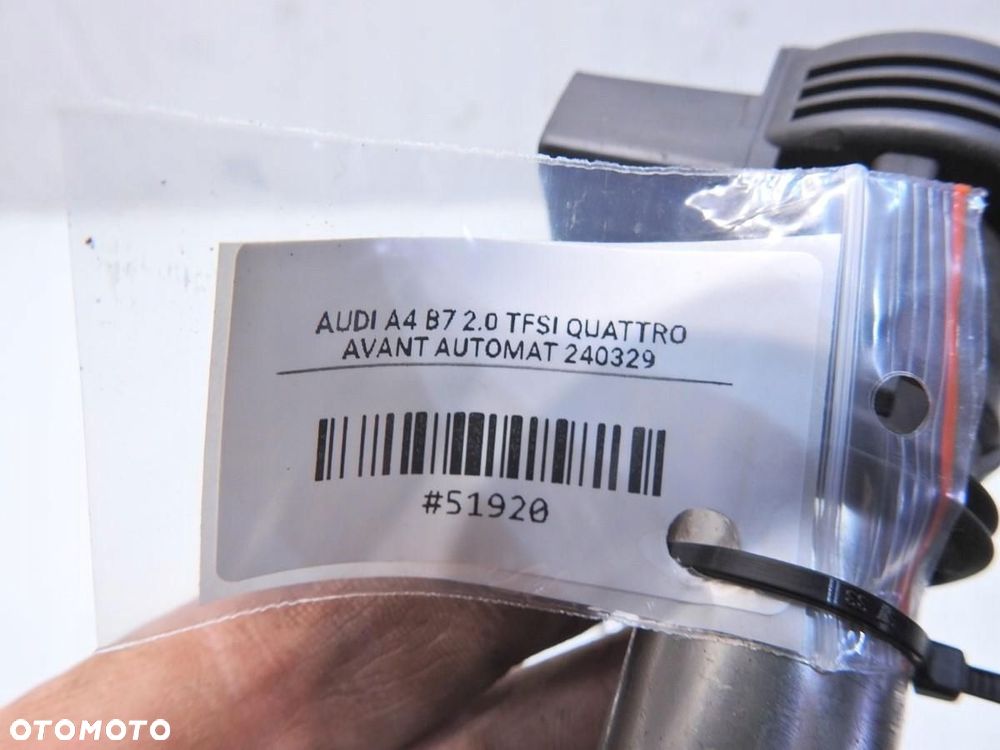 AUDI A4 B7 2.0 TFSI QUATTRO
AVANT AUTOMAT 240329
#51920
OTOMOTO